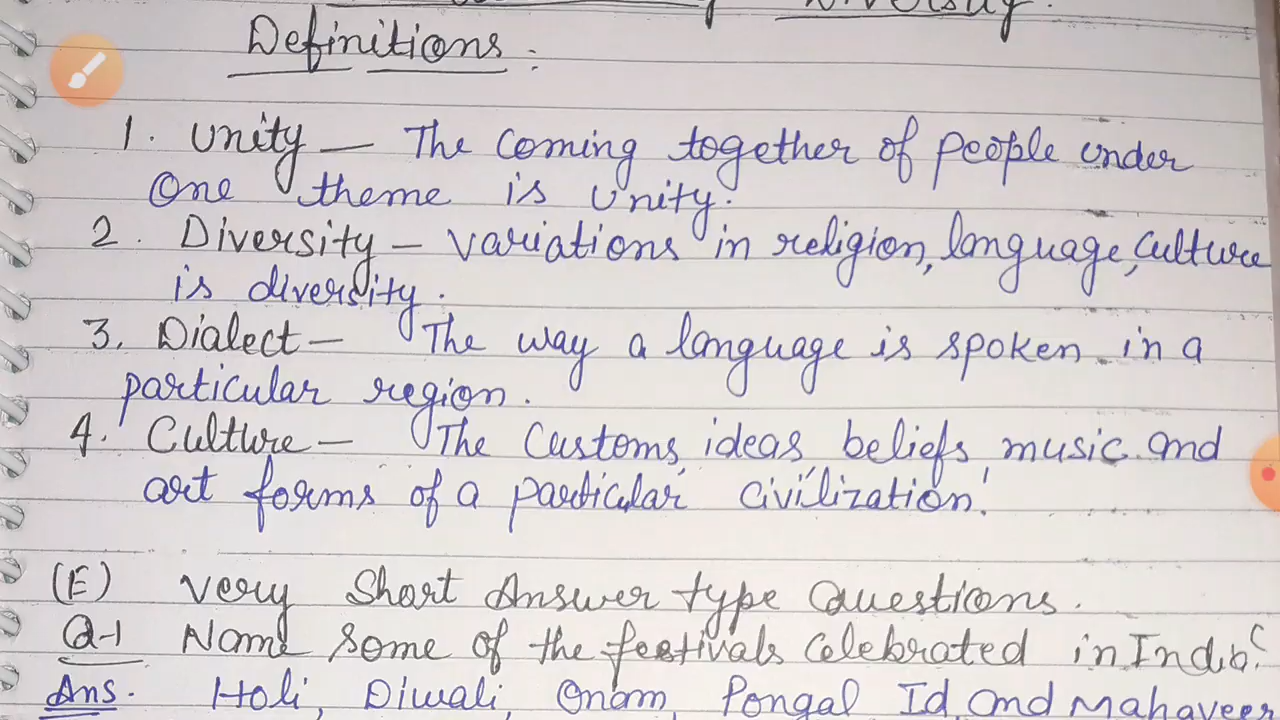 Diversity.
Definitions:
1. Unity — The coming together of people under
one theme is Unity.
2. Diversity — variations in religion, language, culture
is diversity.
3. Dialect — The way a language is spoken in a
particular region.
4. Culture — The Customs, ideas beliefs, music and
art forms of a particular civilization.
(E) Very Short Answer type Questions.
Q-1 Name some of the festivals celebrated in India?
Ans. Holi, Diwali, Onam, Pongal Id, and Mahaveer